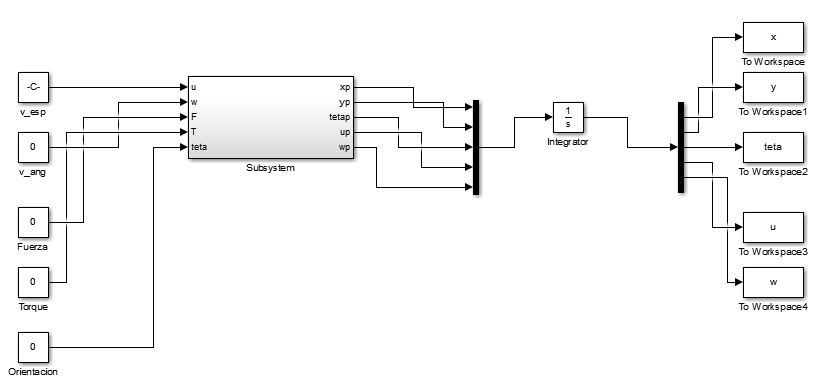 -C-
v_esp
0
v_ang
0
Fuerza
0
Torque
0
Orientacion
u
w
F
T
teta
xp
yp
tetap
up
wp
Subsystem
1
s
Integrator
x
To Workspace
y
To Workspace1
teta
To Workspace2
u
To Workspace3
w
To Workspace4